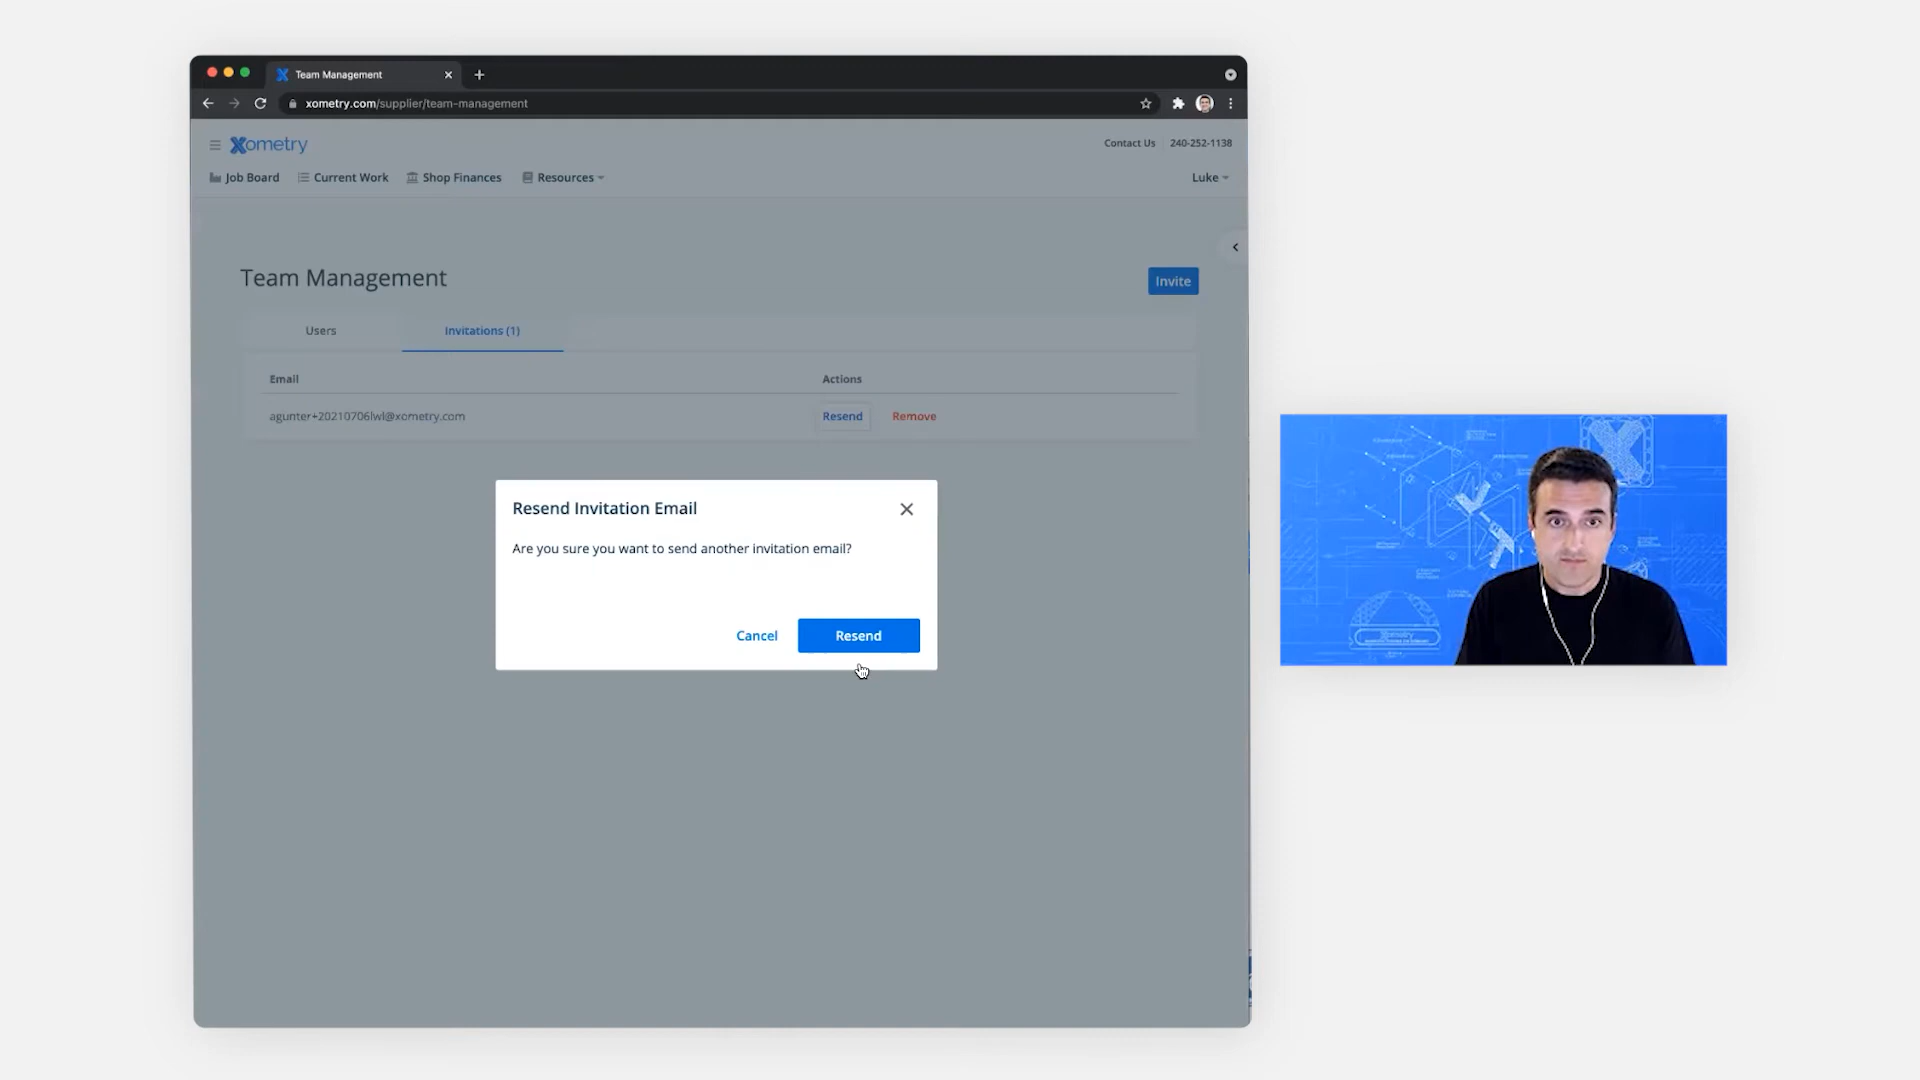 Team Management
xometry.com/supplier/team-management
Xometry
Contact Us
240-252-1138
Job Board
Current Work
Shop Finances
Resources
Luke
Team Management
Invite
Users
Invitations (1)
Email
Actions
agunter+20210706lwl@xometry.com
Resend
Remove
Resend Invitation Email
Are you sure you want to send another invitation email?
Cancel
Resend
Xometry